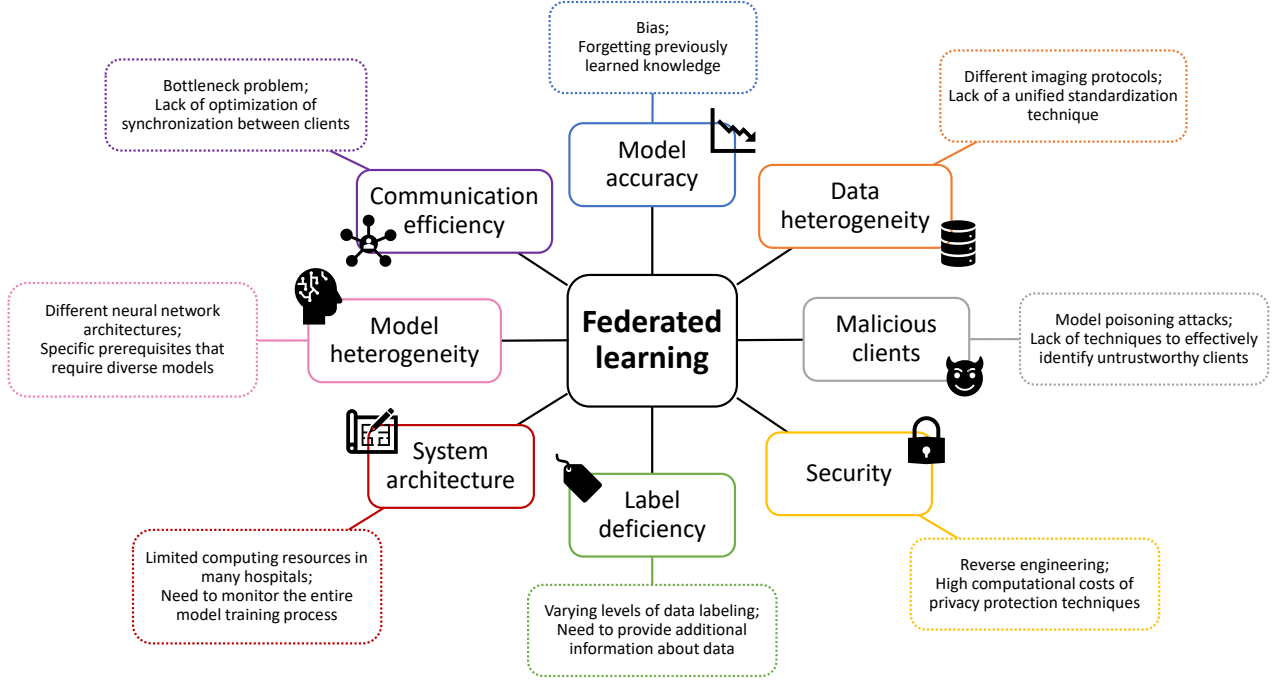 Bias;
Forgetting previously
learned knowledge
Bottleneck problem;
Lack of optimization of
synchronization between clients
Different imaging protocols;
Lack of a unified standardization
technique
Model
accuracy
Communication
efficiency
Data
heterogeneity
Different neural network
architectures;
Specific prerequisites that
require diverse models
Model
heterogeneity
Federated
learning
Malicious
clients
Model poisoning attacks;
Lack of techniques to effectively
identify untrustworthy clients
System
architecture
Label
deficiency
Security
Limited computing resources in
many hospitals;
Need to monitor the entire
model training process
Varying levels of data labeling;
Need to provide additional
information about data
Reverse engineering;
High computational costs of
privacy protection techniques